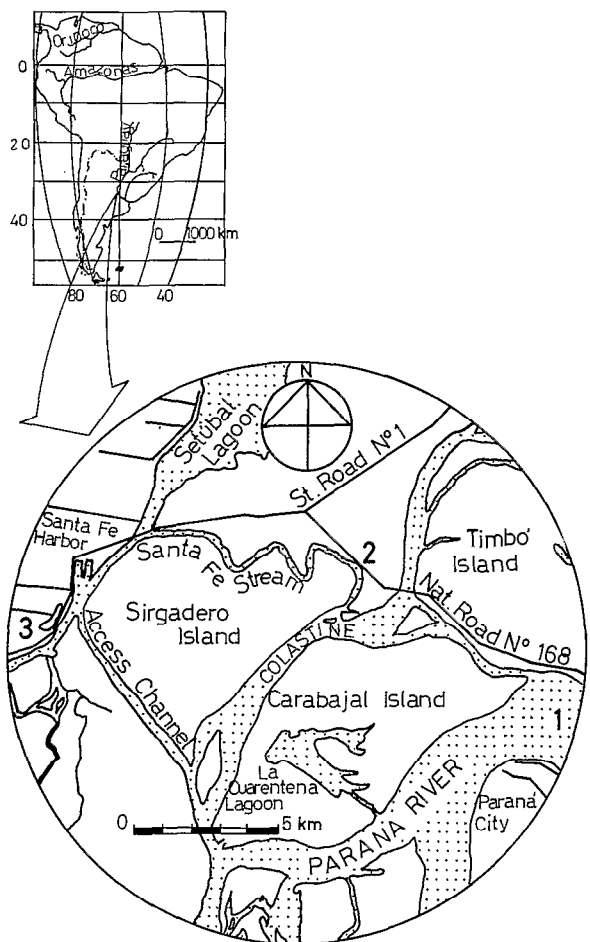 Orinoco
0
Amazonas
20
Paraguay
40
0 1000 km
80 60 40
N
Setúbal
Lagoon
St. Road Nº 1
Santa Fe
Harbor
Santa Fe Stream
2
Timbó
Island
3
Sirgadero
Island
Access Channel
COLASTINE
Nat. Road Nº 168
Carabajal Island
1
La
Cuarentena
Lagoon
0 5 km
PARANA RIVER
Paraná
City